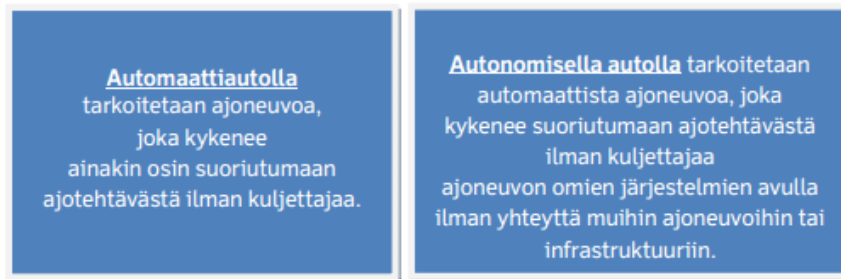 Automaattiautolla
tarkoitetaan ajoneuvoa,
joka kykenee
ainakin osin suoriutumaan
ajotehtävästä ilman kuljettajaa.
Autonomisella autolla tarkoitetaan
automaattista ajoneuvoa, joka
kykenee suoriutumaan ajotehtävästä
ilman kuljettajaa
ajoneuvon omien järjestelmien avulla
ilman yhteyttä muihin ajoneuvoihin tai
infrastruktuuriin.